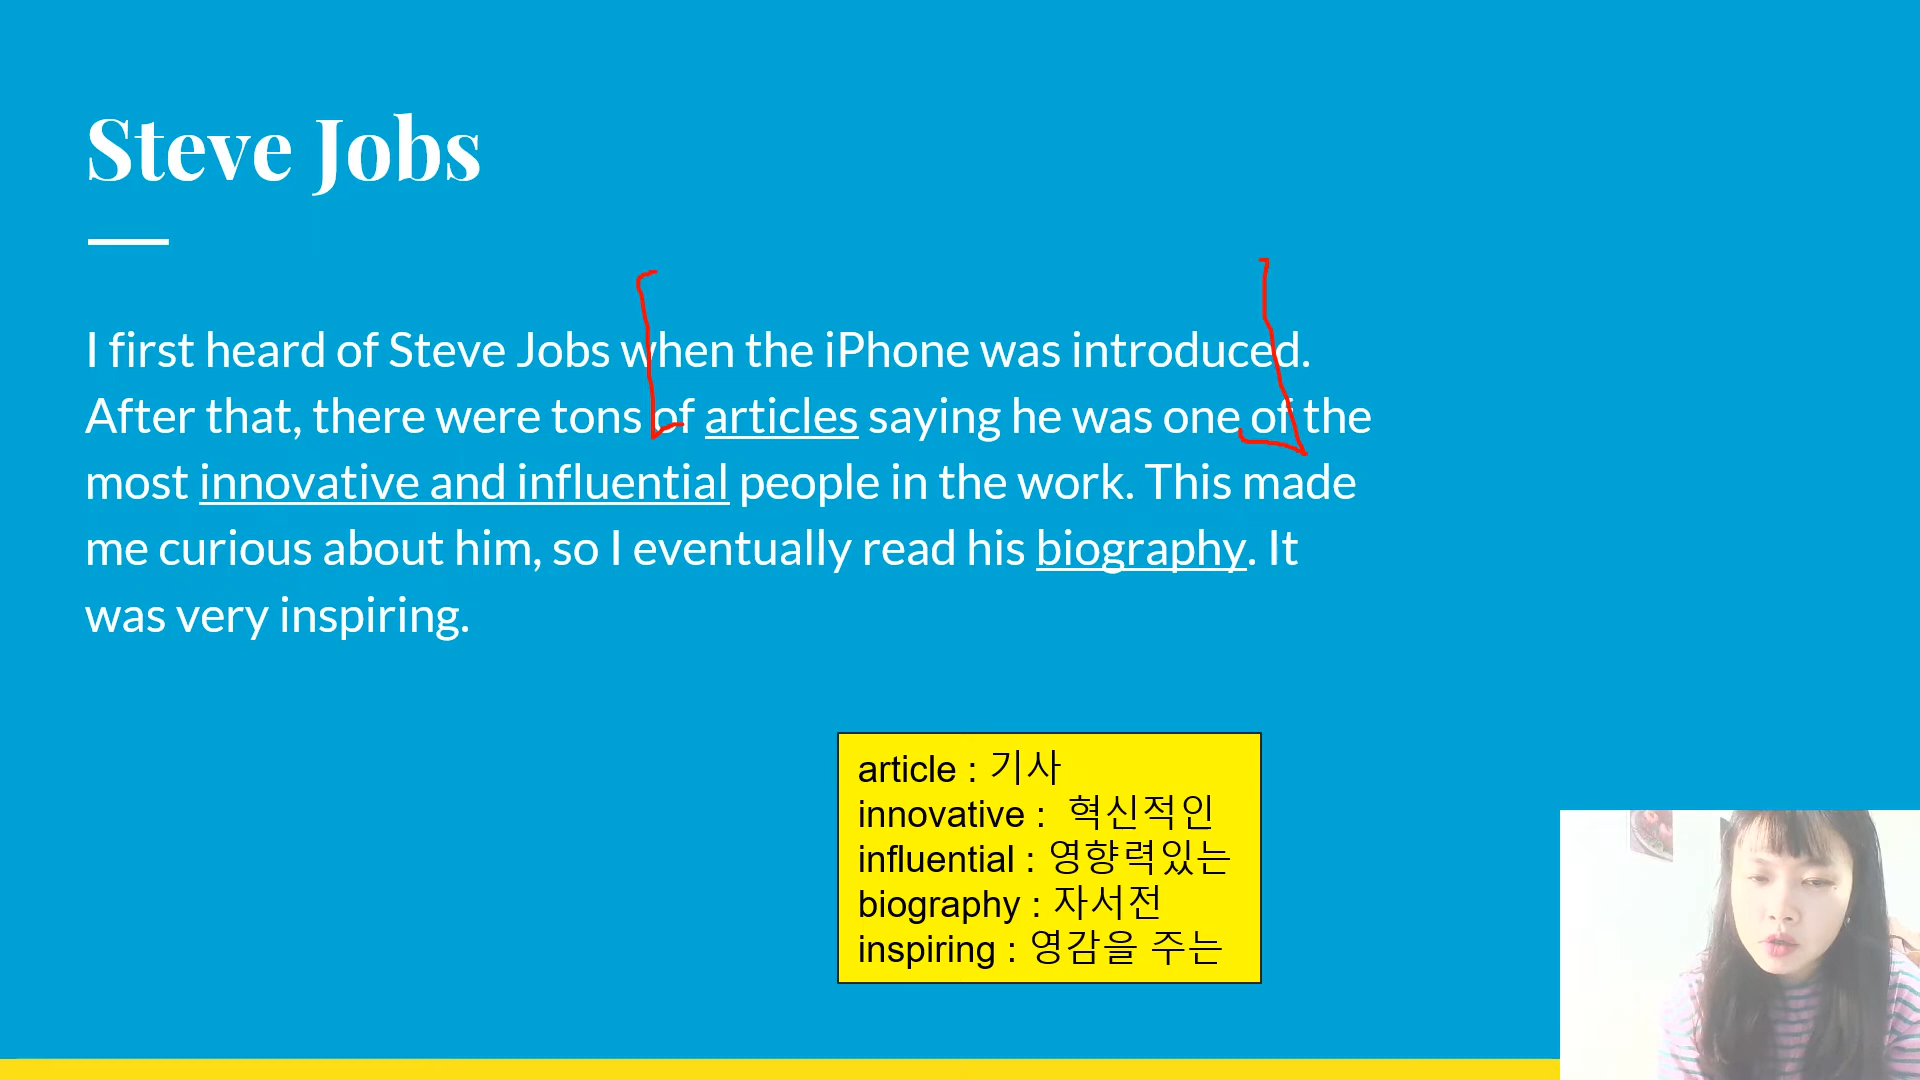 Steve Jobs
I first heard of Steve Jobs when the iPhone was introduced.
After that, there were tons of articles saying he was one of the
most innovative and influential people in the work. This made
me curious about him, so I eventually read his biography. It
was very inspiring.
article : 기사
innovative : 혁신적인
influential : 영향력있는
biography : 자서전
inspiring : 영감을 주는